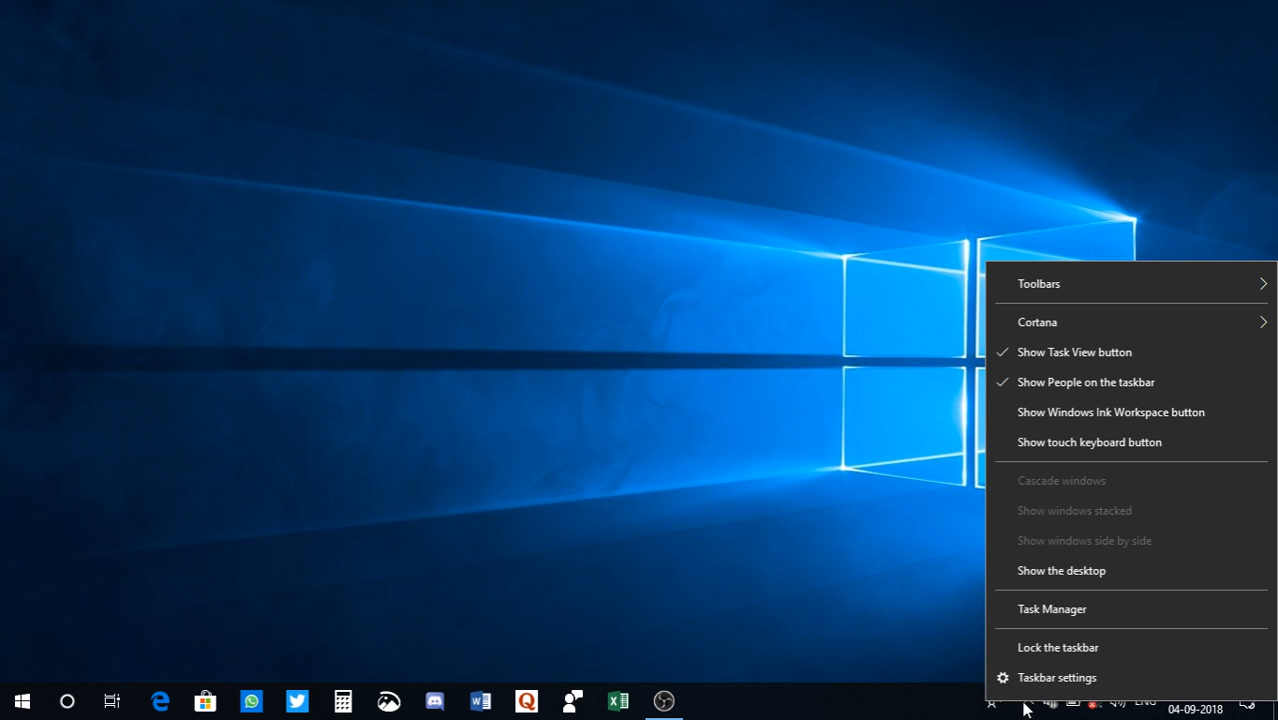 Toolbars
Cortana
Show Task View button
Show People on the taskbar
Show Windows Ink Workspace button
Show touch keyboard button
Cascade windows
Show windows stacked
Show windows side by side
Show the desktop
Task Manager
Lock the taskbar
Taskbar settings
ENG
04-09-2018